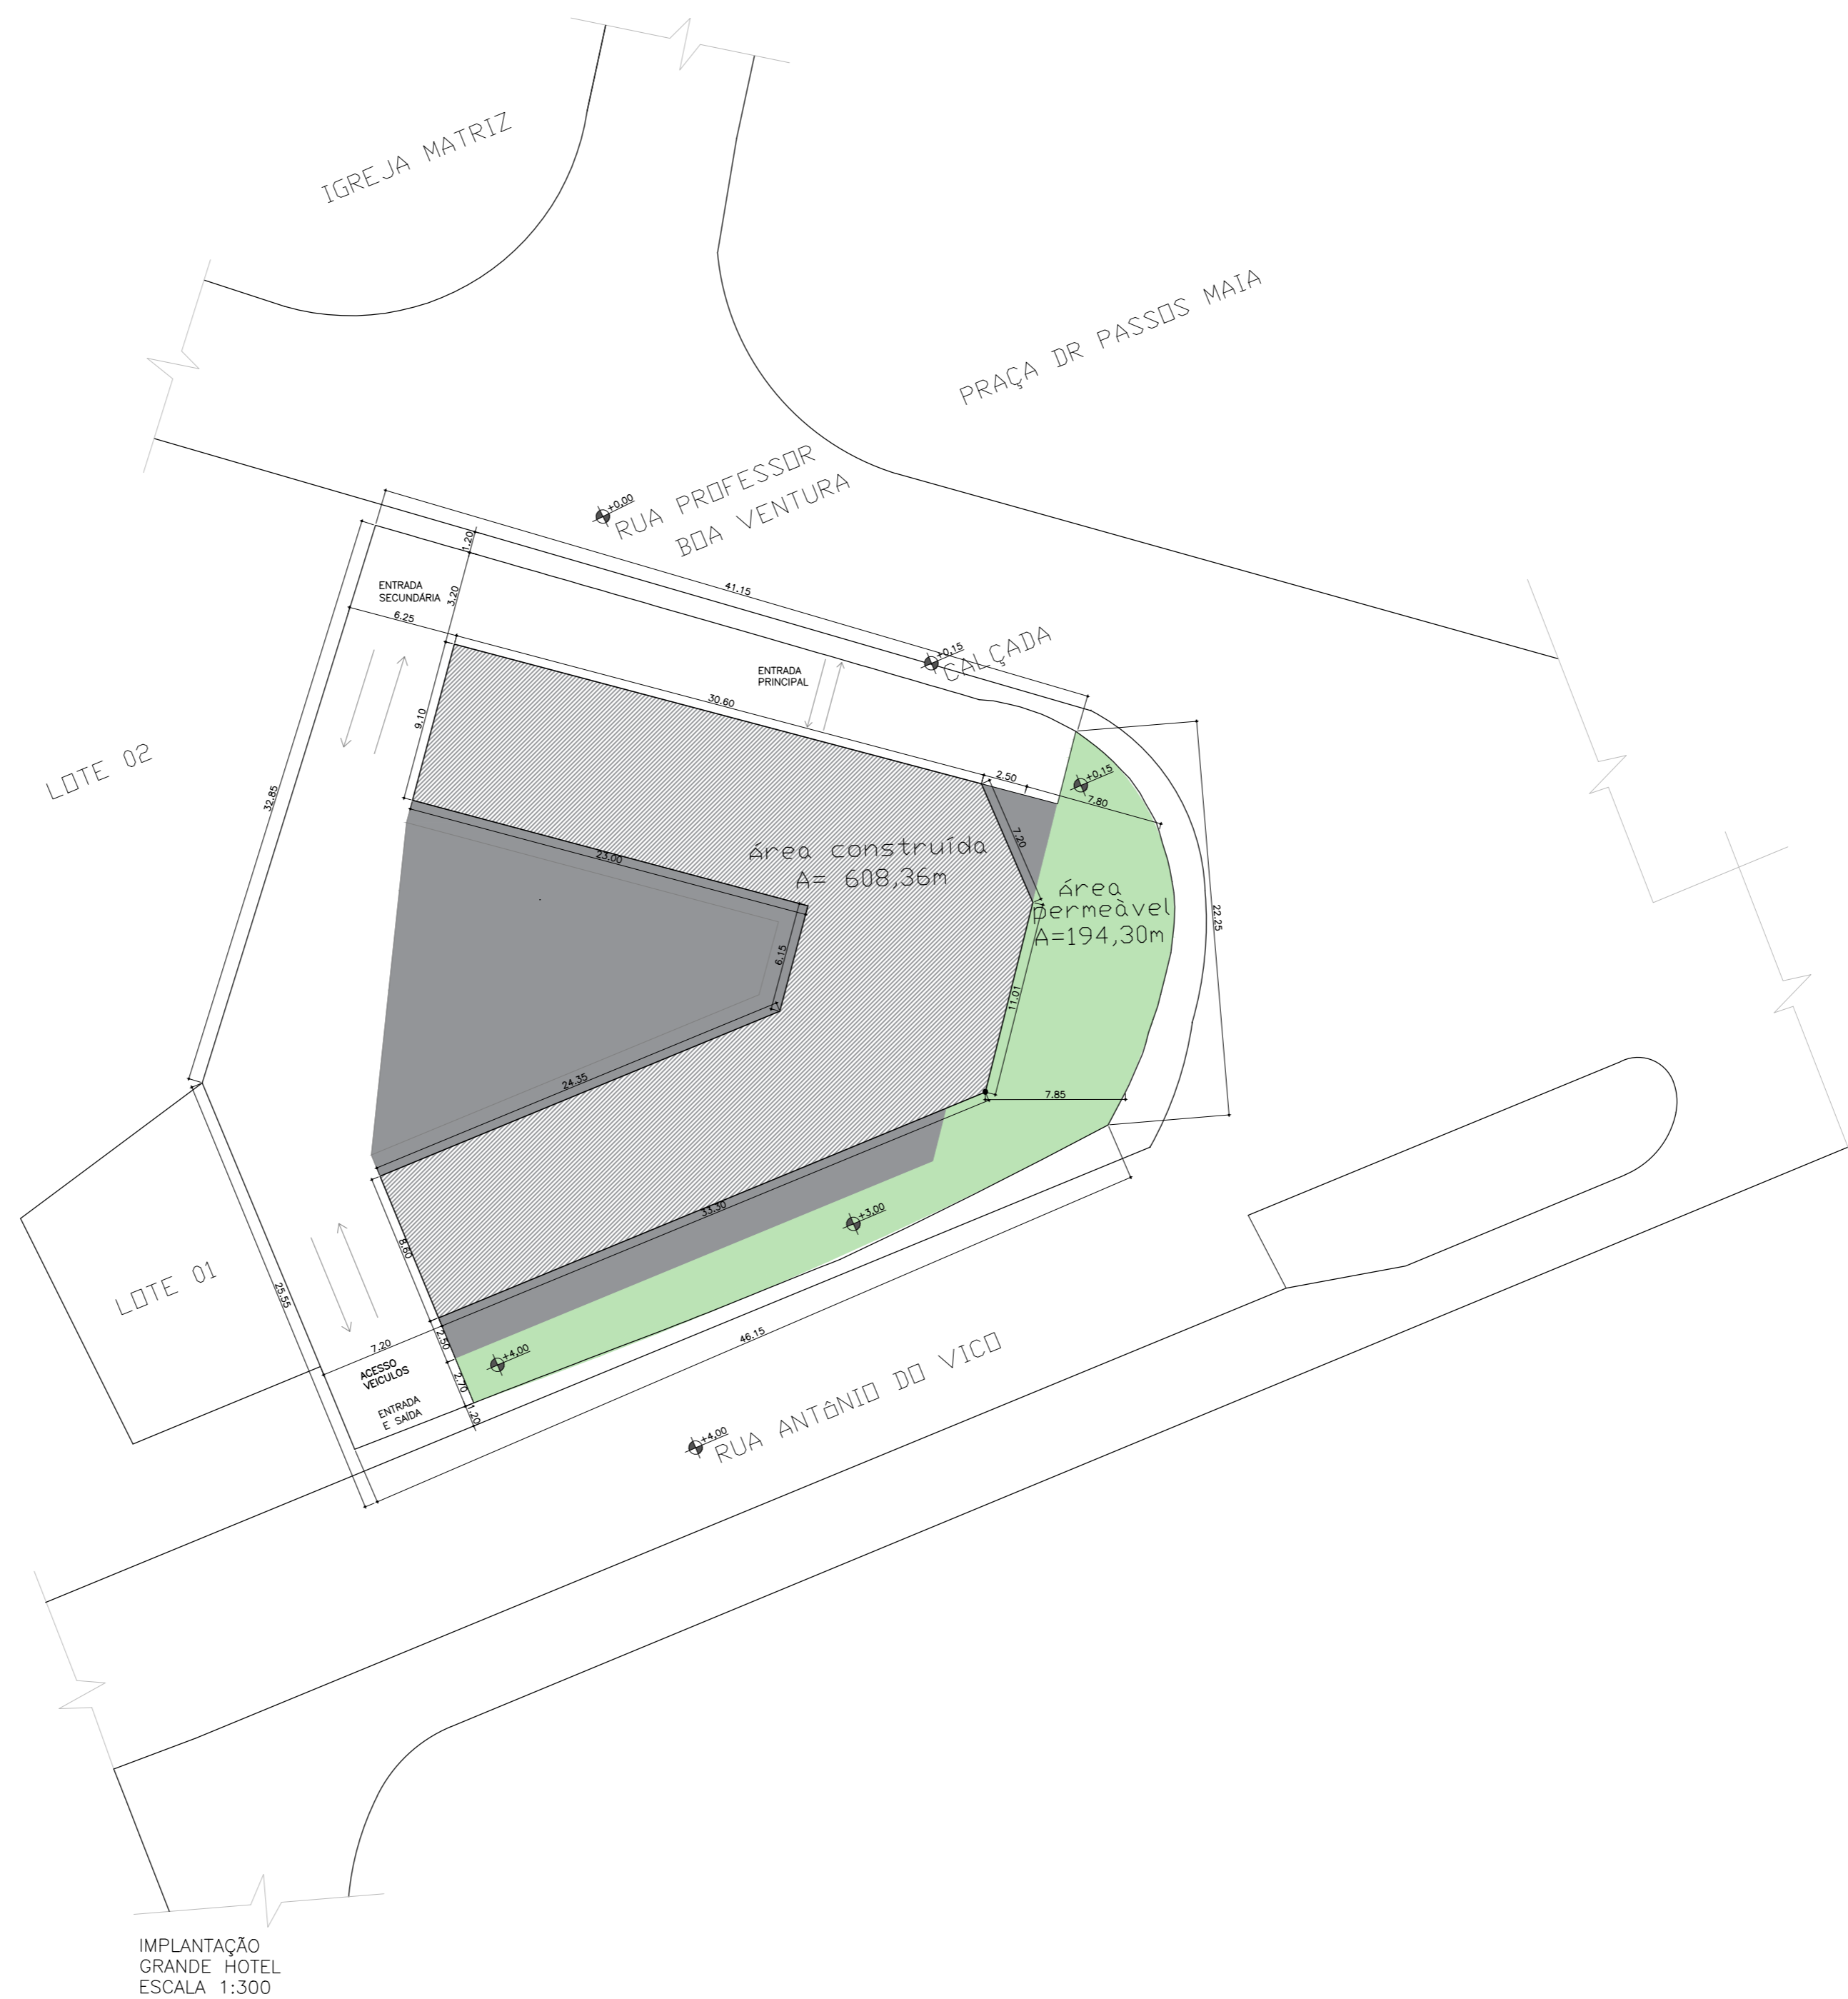 IGREJA MATRIZ
PRAÇA DR PASSOS MAIA
+0,00
RUA PROFESSOR
BOA VENTURA
1.20
ENTRADA
SECUNDÁRIA
3.20
6.25
41.15
+0,15
CALÇADA
ENTRADA
PRINCIPAL
30.60
9.10
LOTE 02
32.85
2.50
+0,15
7.80
7.20
23.00
área construída
A= 608,36m
área
permeàvel
A=194,30m
22.25
6.15
11.01
24.35
7.85
33.30
+3,00
8.60
LOTE 01
25.55
7.20
2.50
ACESSO
VEICULOS
+4,00
2.70
46.15
ENTRADA
E SAÍDA
1.20
+4,00
RUA ANTÔNIO DO VICO
IMPLANTAÇÃO
GRANDE HOTEL
ESCALA 1:300